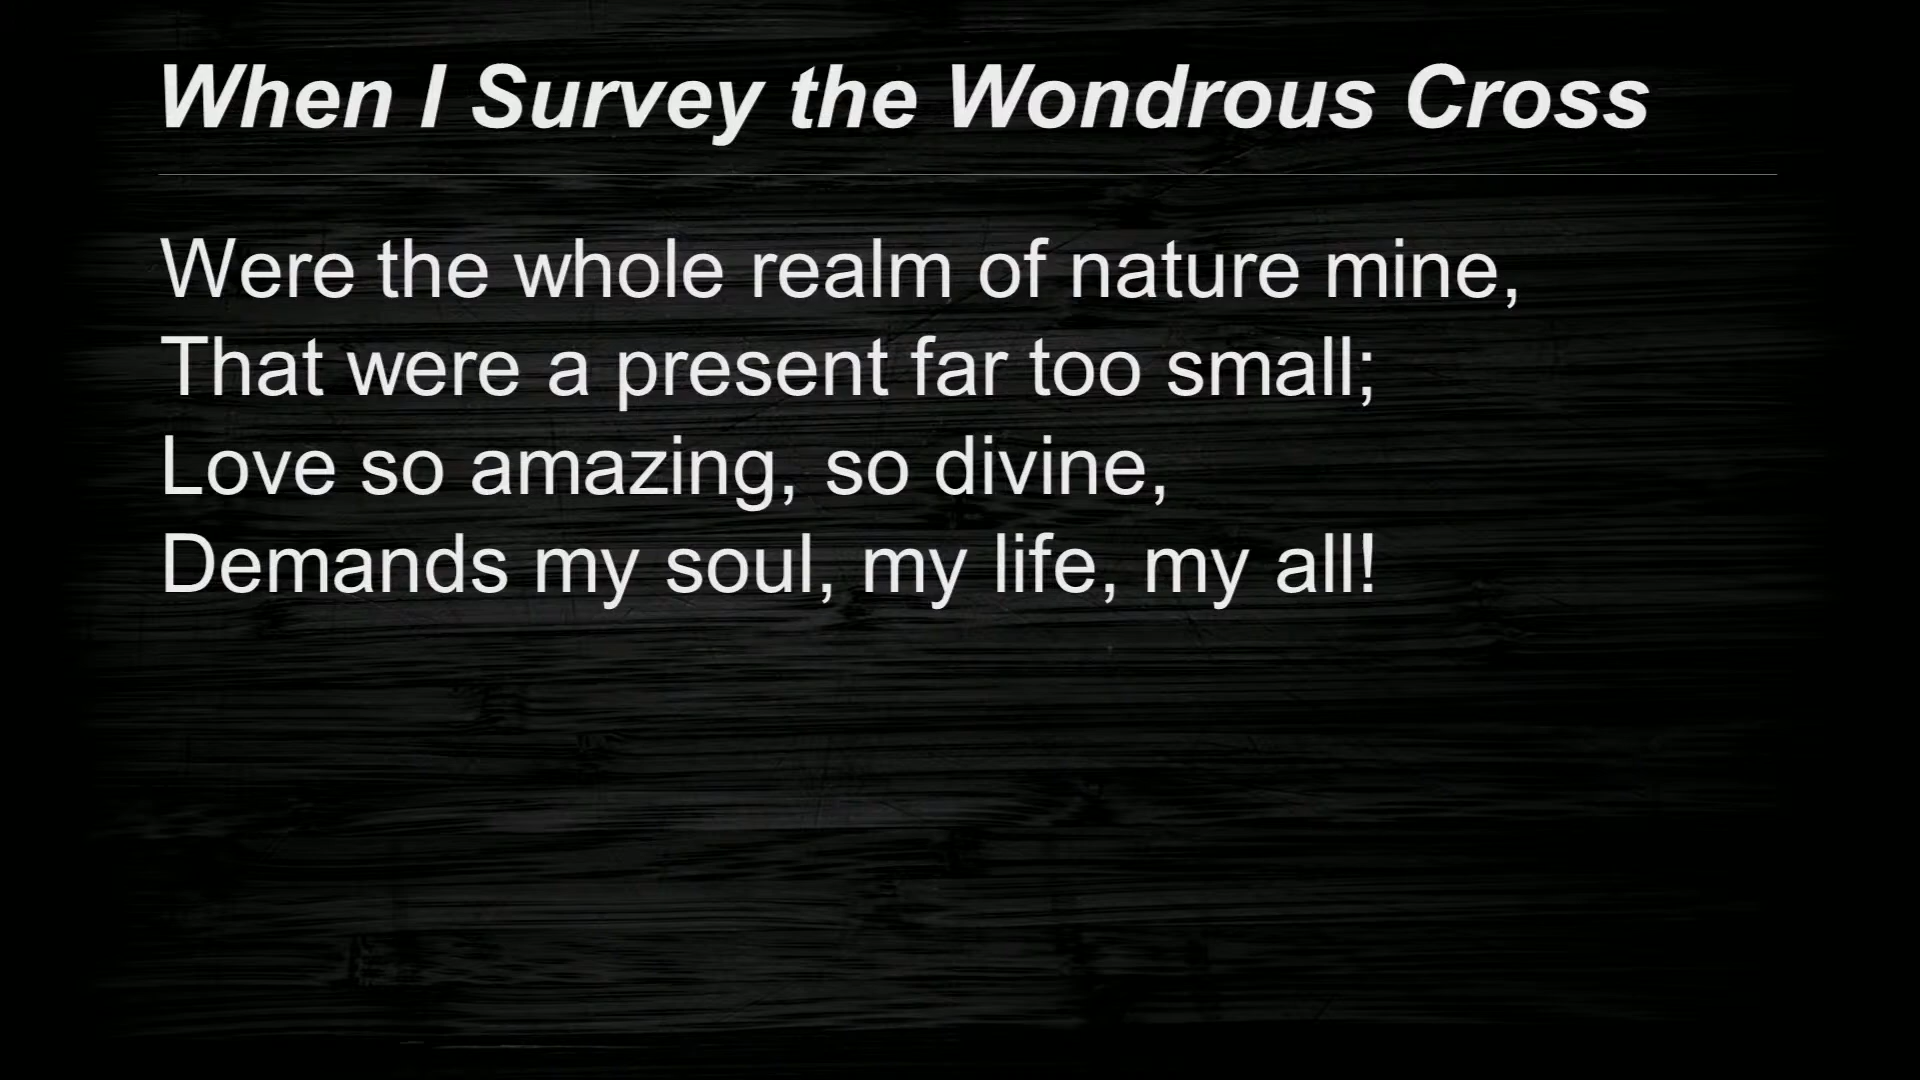 When I Survey the Wondrous Cross
Were the whole realm of nature mine,
That were a present far too small;
Love so amazing, so divine,
Demands my soul, my life, my all!